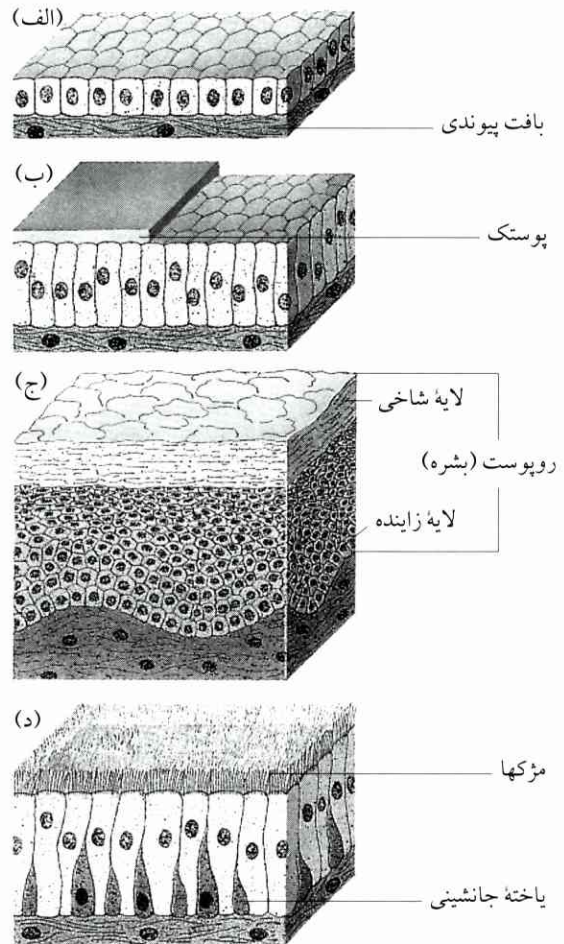 (الف)
بافت پیوندی
(ب)
پوستک
(ج)
لایهٔ شاخی
روپوست (بشره)
لایهٔ زاینده
(د)
مژکها
یاختهٔ جانشینی